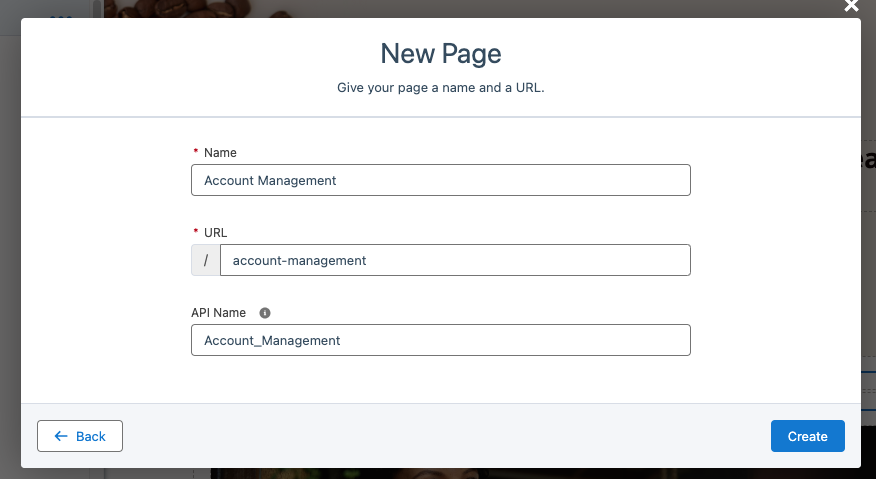 New Page
Give your page a name and a URL.
* Name
Account Management
* URL
/ account-management
API Name
Account_Management
Back
Create